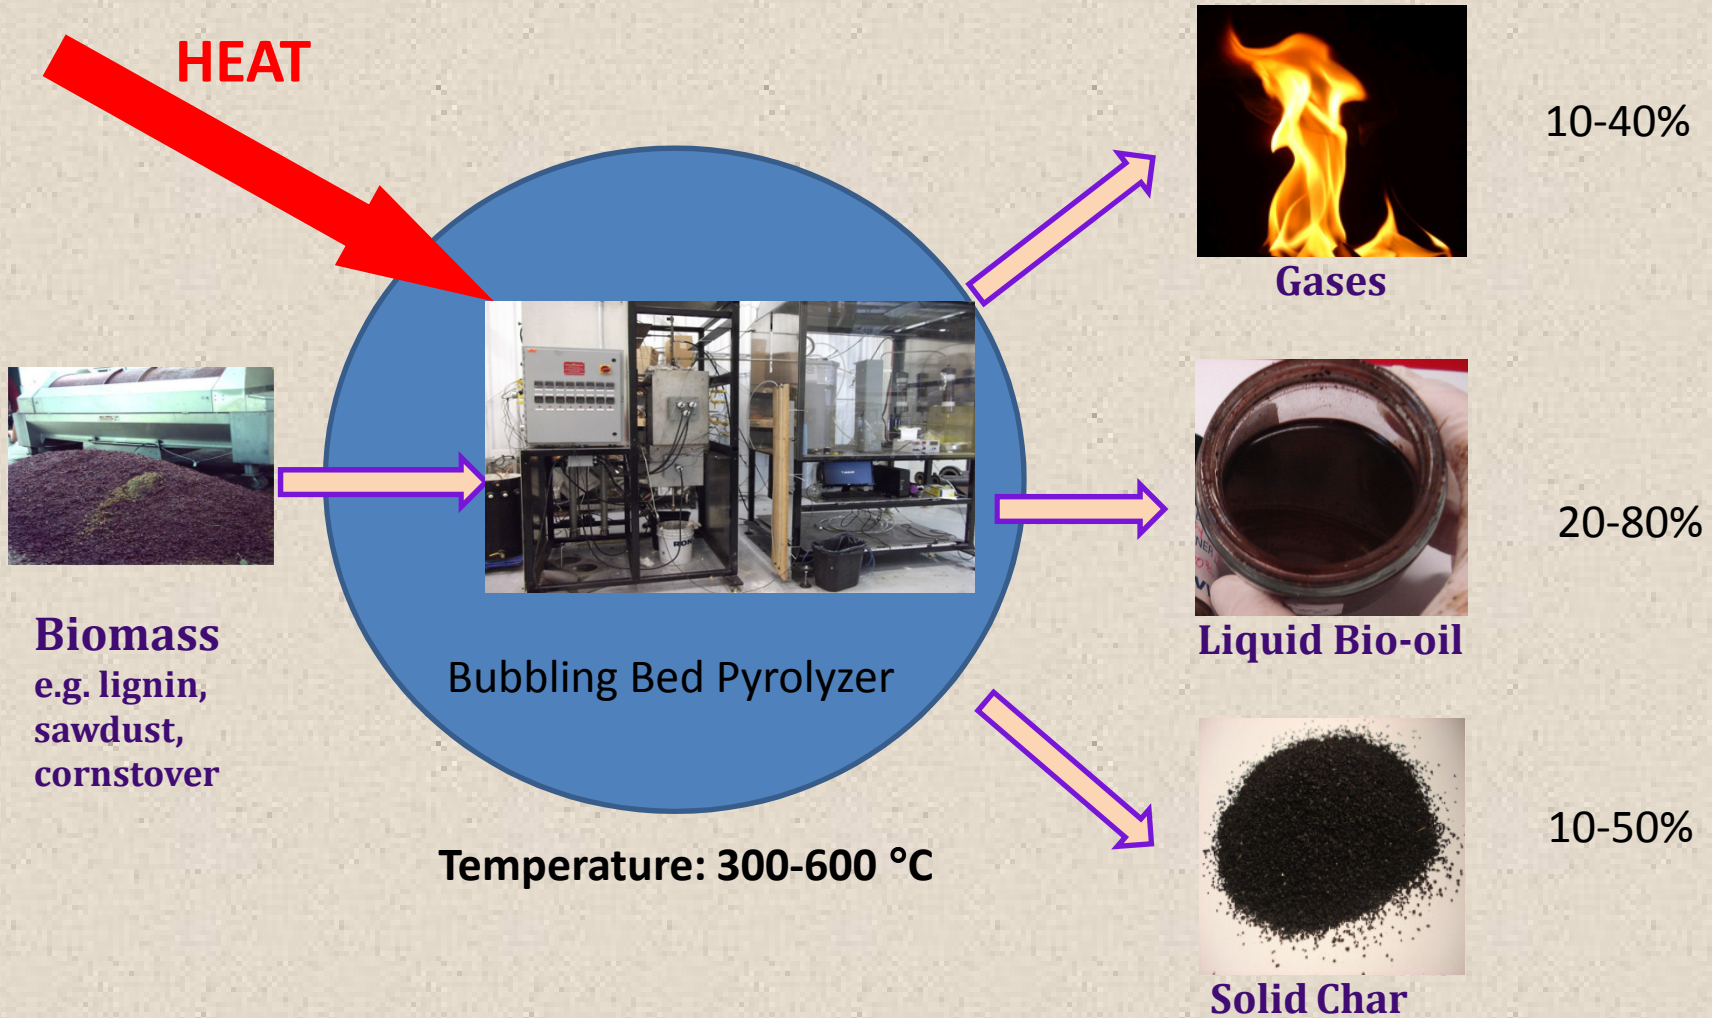 HEAT
10-40%
Gases
Biomass
e.g. lignin,
sawdust,
cornstover
Bubbling Bed Pyrolyzer
Temperature: 300-600 °C
Liquid Bio-oil
20-80%
10-50%
Solid Char